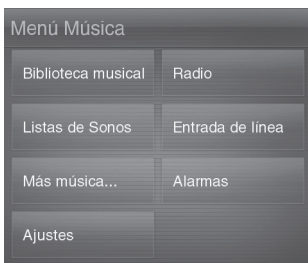 Menú Música
Biblioteca musical
Radio
Listas de Sonos
Entrada de línea
Más música...
Alarmas
Ajustes